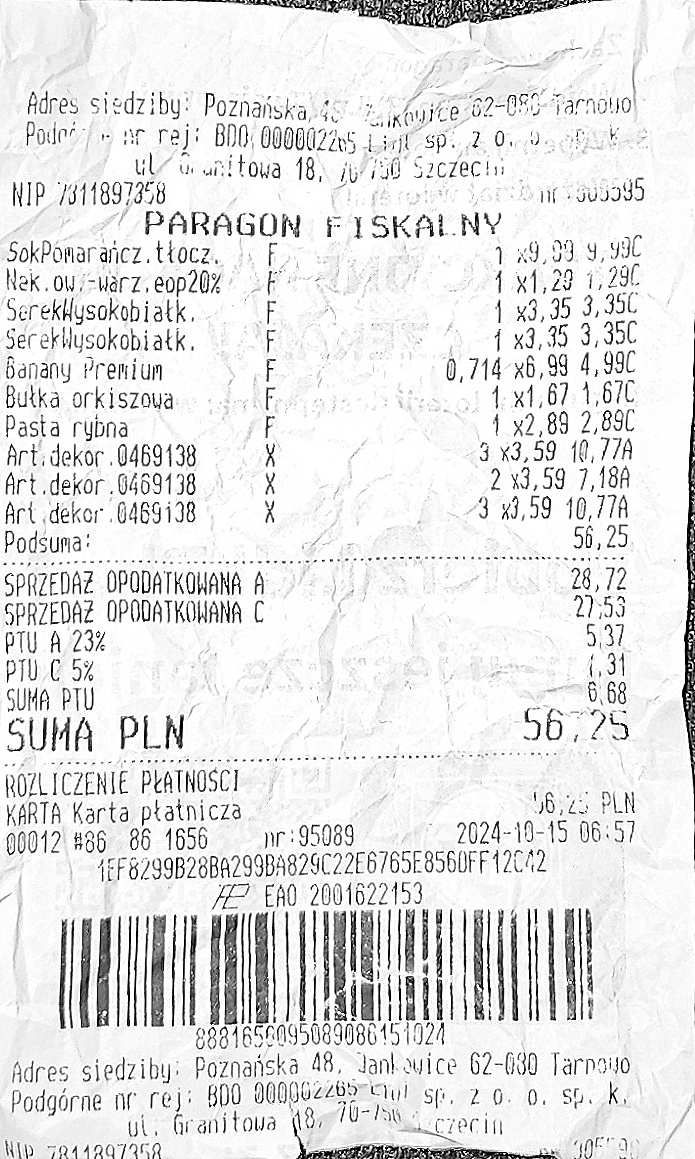 Adres siedziby: Poznańska 48 Jankowice 62-080 Tarnowo
Podgórne nr rej: BDO 000002265 Lidl sp. z o. o. sp. k.
ul. Granitowa 18, 70-750 Szczecin
NIP 7811897358 nr:
PARAGON FISKALNY
SokPomarańcz.tłocz. F 1 x9,99 9,99C
Nek.ow.-warz.eop20% F 1 x1,29 1,29C
SerekWysokobiałk. F 1 x3,35 3,35C
SerekWysokobiałk. F 1 x3,35 3,35C
Banany Premium F 0,714 x6,99 4,99C
Bułka orkiszowa F 1 x1,67 1,67C
Pasta rybna F 1 x2,89 2,89C
Art.dekor.0469138 X 3 x3,59 10,77A
Art.dekor.0469138 X 2 x3,59 7,18A
Art.dekor.0469138 X 3 x3,59 10,77A
Podsuma: 56,25
SPRZEDAŻ OPODATKOWANA A 28,72
SPRZEDAŻ OPODATKOWANA C 27,53
PTU A 23% 5,37
PTU C 5% 1,31
SUMA PTU 6,68
SUMA PLN 56,25
ROZLICZENIE PŁATNOŚCI
KARTA Karta płatnicza 56,25 PLN
00012 #86 86 1656 nr:95089 2024-10-15 06:57
1EF8299B28BA299BA829C22E6765E8560FF12C42
EAO 2001622153
8881656095089086151024
Adres siedziby: Poznańska 48, Jankowice 62-080 Tarnowo
Podgórne nr rej: BDO 000002265 Lidl sp. z o. o. sp. k.
ul. Granitowa 18, 70-750 Szczecin
NIP 7811897358